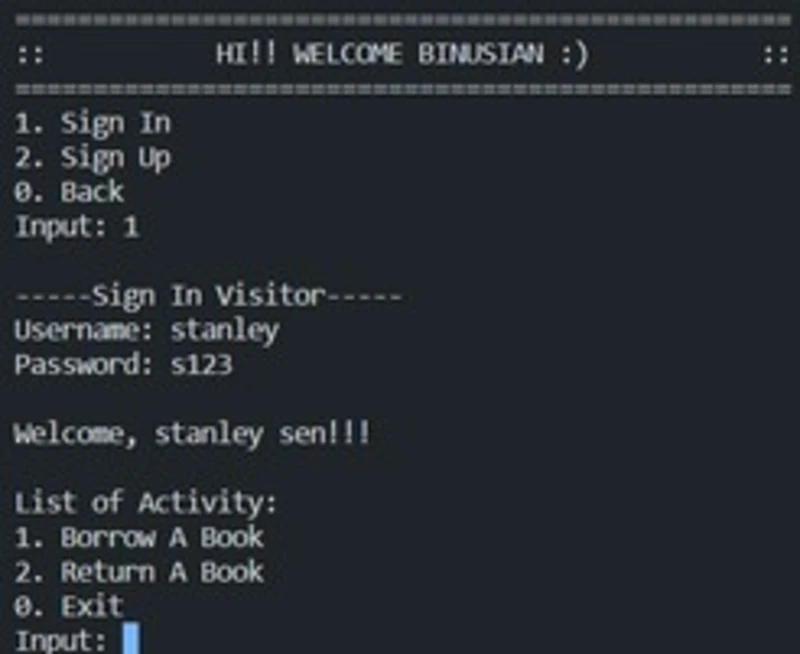 ==================================================
:: HI!! WELCOME BINUSIAN :) ::
==================================================
1. Sign In
2. Sign Up
0. Back
Input: 1
-----Sign In Visitor-----
Username: stanley
Password: s123
Welcome, stanley sen!!!
List of Activity:
1. Borrow A Book
2. Return A Book
0. Exit
Input: